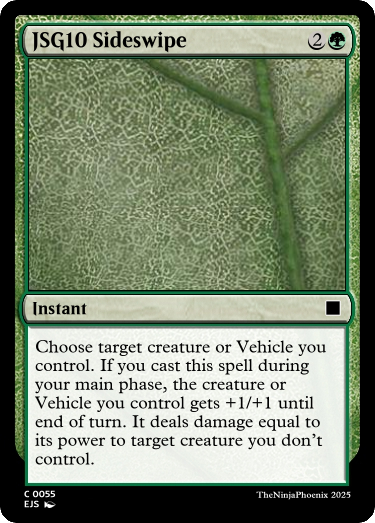 JSG10 Sideswipe 2
Instant
Choose target creature or Vehicle you
control. If you cast this spell during
your main phase, the creature or
Vehicle you control gets +1/+1 until
end of turn. It deals damage equal to
its power to target creature you don't
control.
C 0055
EJS
TheNinjaPhoenix 2025